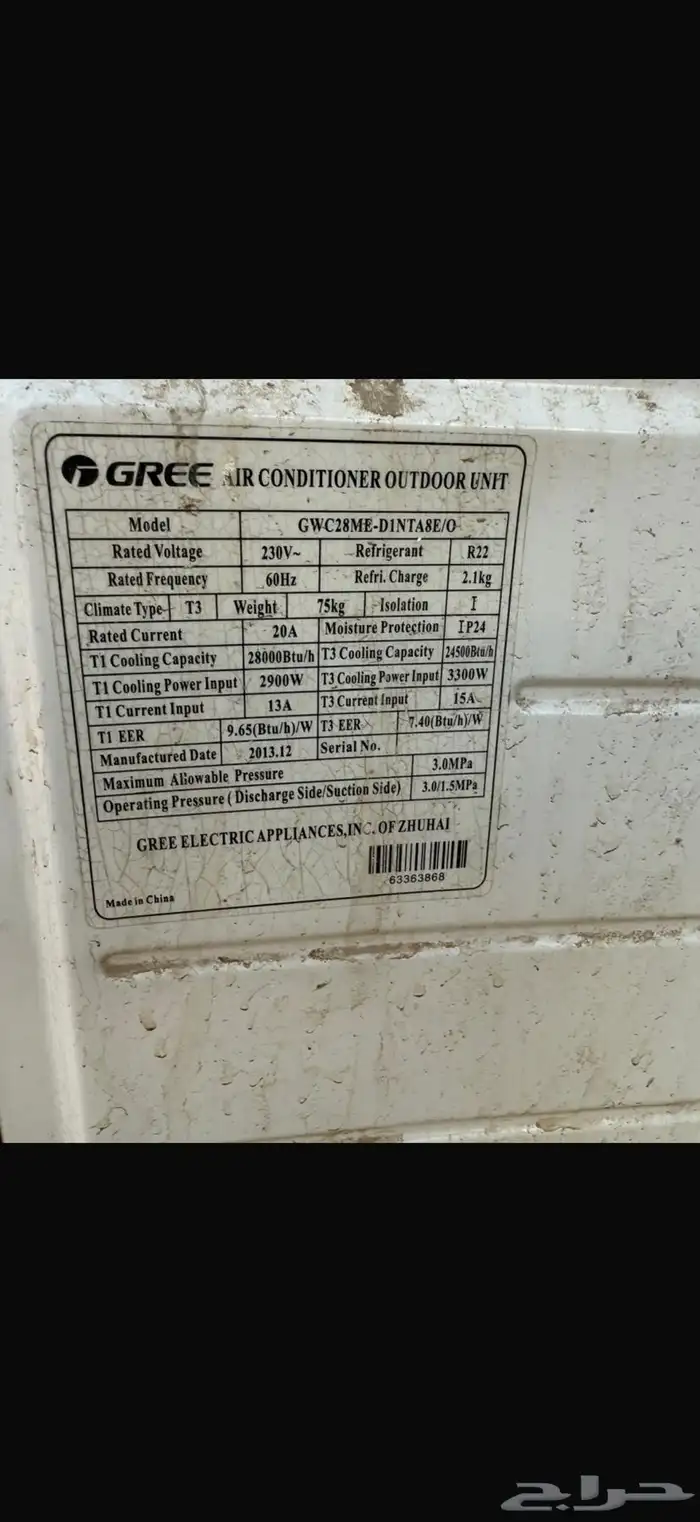 GREE AIR CONDITIONER OUTDOOR UNIT
Model GWC28ME-D1NTA8E/O
Rated Voltage 230V~ Refrigerant R22
Rated Frequency 60Hz Refri. Charge 2.1kg
Climate Type T3 Weight 75kg Isolation I
Rated Current 20A Moisture Protection IP24
T1 Cooling Capacity 28000Btu/h T3 Cooling Capacity 24500Btu/h
T1 Cooling Power Input 2900W T3 Cooling Power Input 3300W
T1 Current Input 13A T3 Current Input 15A
T1 EER 9.65(Btu/h)/W T3 EER 7.40(Btu/h)/W
Manufactured Date 2013.12 Serial No.
Maximum Allowable Pressure 3.0MPa
Operating Pressure (Discharge Side/Suction Side) 3.0/1.5MPa
GREE ELECTRIC APPLIANCES,INC. OF ZHUHAI
63363868
Made in China
حراج